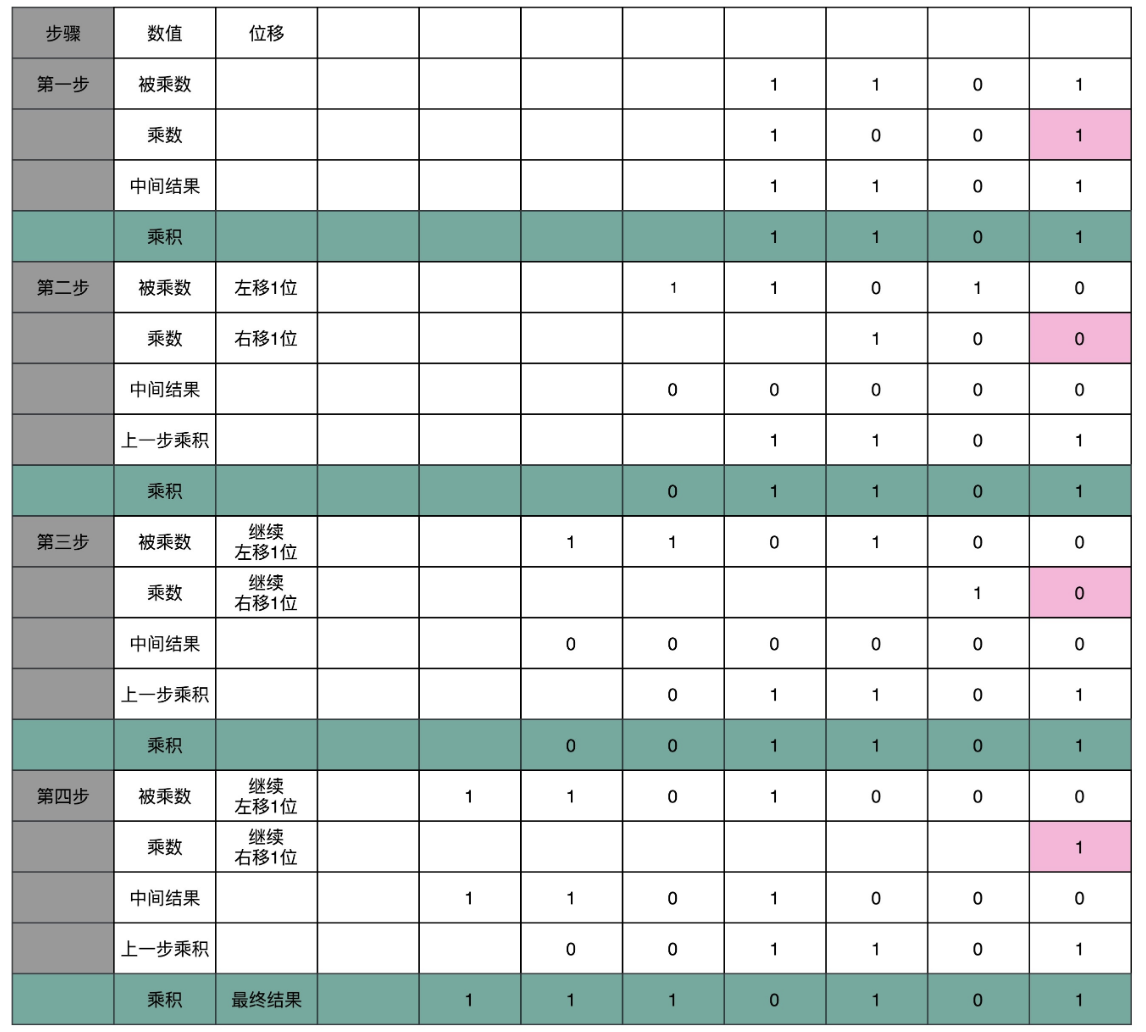 步骤 数值 位移
第一步 被乘数 1 1 0 1
乘数 1 0 0 1
中间结果 1 1 0 1
乘积 1 1 0 1
第二步 被乘数 左移1位 1 1 0 1 0
乘数 右移1位 1 0 0
中间结果 0 0 0 0 0
上一步乘积 1 1 0 1
乘积 0 1 1 0 1
第三步 被乘数 继续
左移1位 1 1 0 1 0 0
乘数 继续
右移1位 1 0
中间结果 0 0 0 0 0 0
上一步乘积 0 1 1 0 1
乘积 0 0 1 1 0 1
第四步 被乘数 继续
左移1位 1 1 0 1 0 0 0
乘数 继续
右移1位 1
中间结果 1 1 0 1 0 0 0
上一步乘积 0 0 1 1 0 1
乘积 最终结果 1 1 1 0 1 0 1